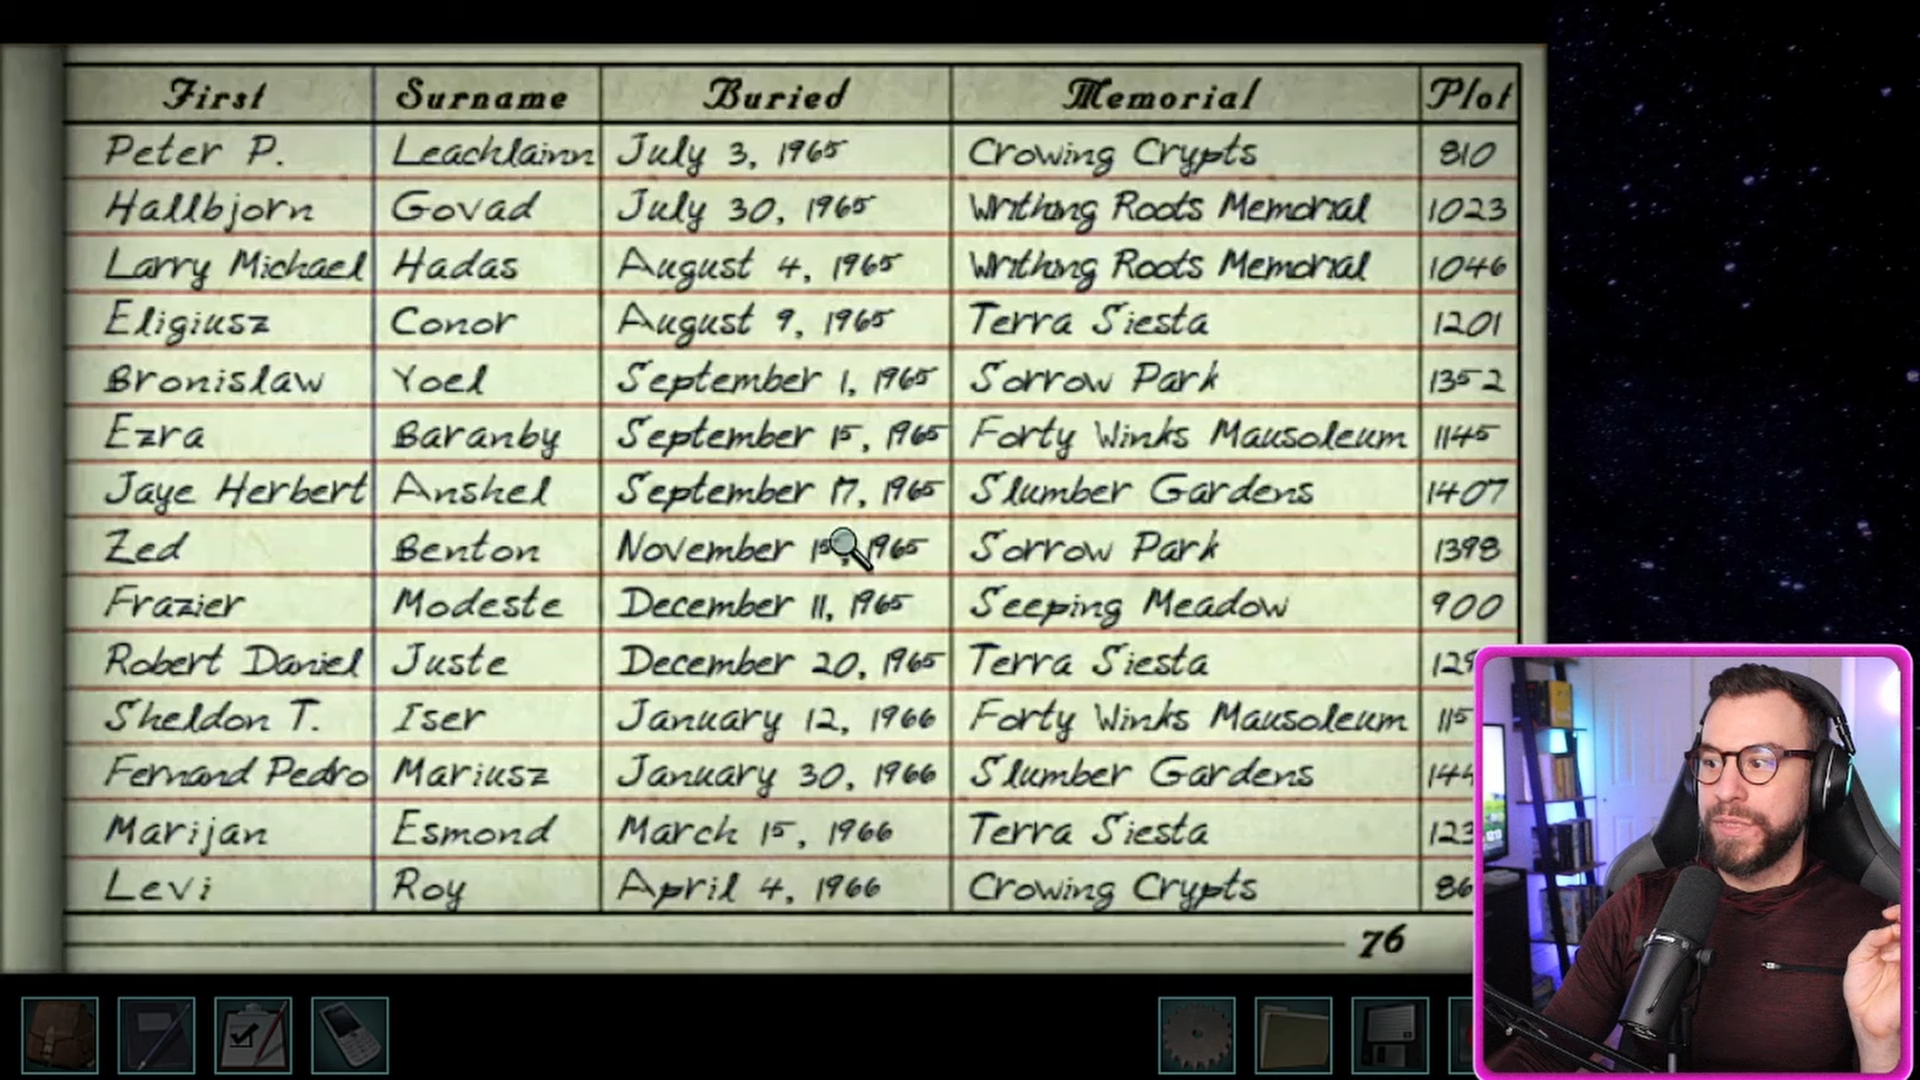 First Surname Buried Memorial Plot
Peter P. Leachlainn July 3, 1965 Crowing Crypts 810
Hallbjorn Govad July 30, 1965 Writhing Roots Memorial 1023
Larry Michael Hadas August 4, 1965 Writhing Roots Memorial 1046
Eligiusz Conor August 9, 1965 Terra Siesta 1201
Bronislaw Yoel September 1, 1965 Sorrow Park 1352
Ezra Baranby September 15, 1965 Forty Winks Mausoleum 1145
Jaye Herbert Anshel September 17, 1965 Slumber Gardens 1407
Zed Benton November 1965 Sorrow Park 1398
Frazier Modeste December 11, 1965 Seeping Meadow 900
Robert Daniel Juste December 20, 1965 Terra Siesta
Sheldon T. Iser January 12, 1966 Forty Winks Mausoleum
Fernand Pedro Mariusz January 30, 1966 Slumber Gardens
Marijan Esmond March 15, 1966 Terra Siesta
Levi Roy April 4, 1966 Crowing Crypts
76